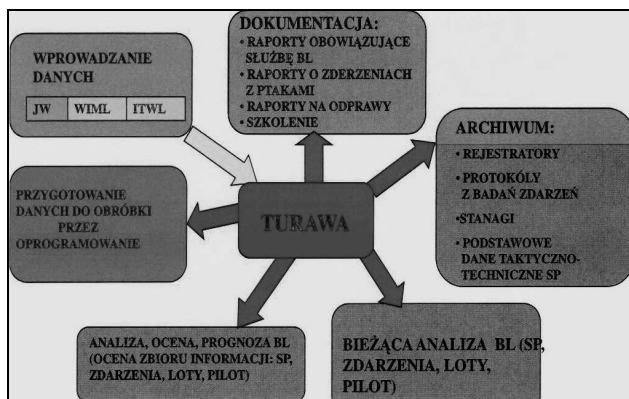 WPROWADZANIE
DANYCH
JW WIML ITWL
DOKUMENTACJA:
• RAPORTY OBOWIĄZUJĄCE
SŁUŻBĘ BL
• RAPORTY O ZDERZENIACH
Z PTAKAMI
• RAPORTY NA ODPRAWY
• SZKOLENIE
ARCHIWUM:
• REJESTRATORY
• PROTOKÓŁY
Z BADAŃ ZDARZEŃ
•STANAGI
• PODSTAWOWE
DANE TAKTYCZNO-
TECHNICZNE SP
PRZYGOTOWANIE
DANYCH DO OBRÓBKI
PRZEZ
OPROGRAMOWANIE
TURAWA
ANALIZA, OCENA, PROGNOZA BL
(OCENA ZBIORU INFORMACJI: SP,
ZDARZENIA, LOTY, PILOT)
BIEŻĄCA ANALIZA BL (SP,
ZDARZENIA, LOTY,
PILOT)